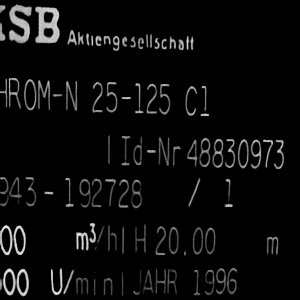 KSB Aktiengesellschaft
HROM-N 25-125 C1
Id-Nr 48830973
943-192728 / 1
00 m³/h H 20.00 m
500 U/min JAHR 1996